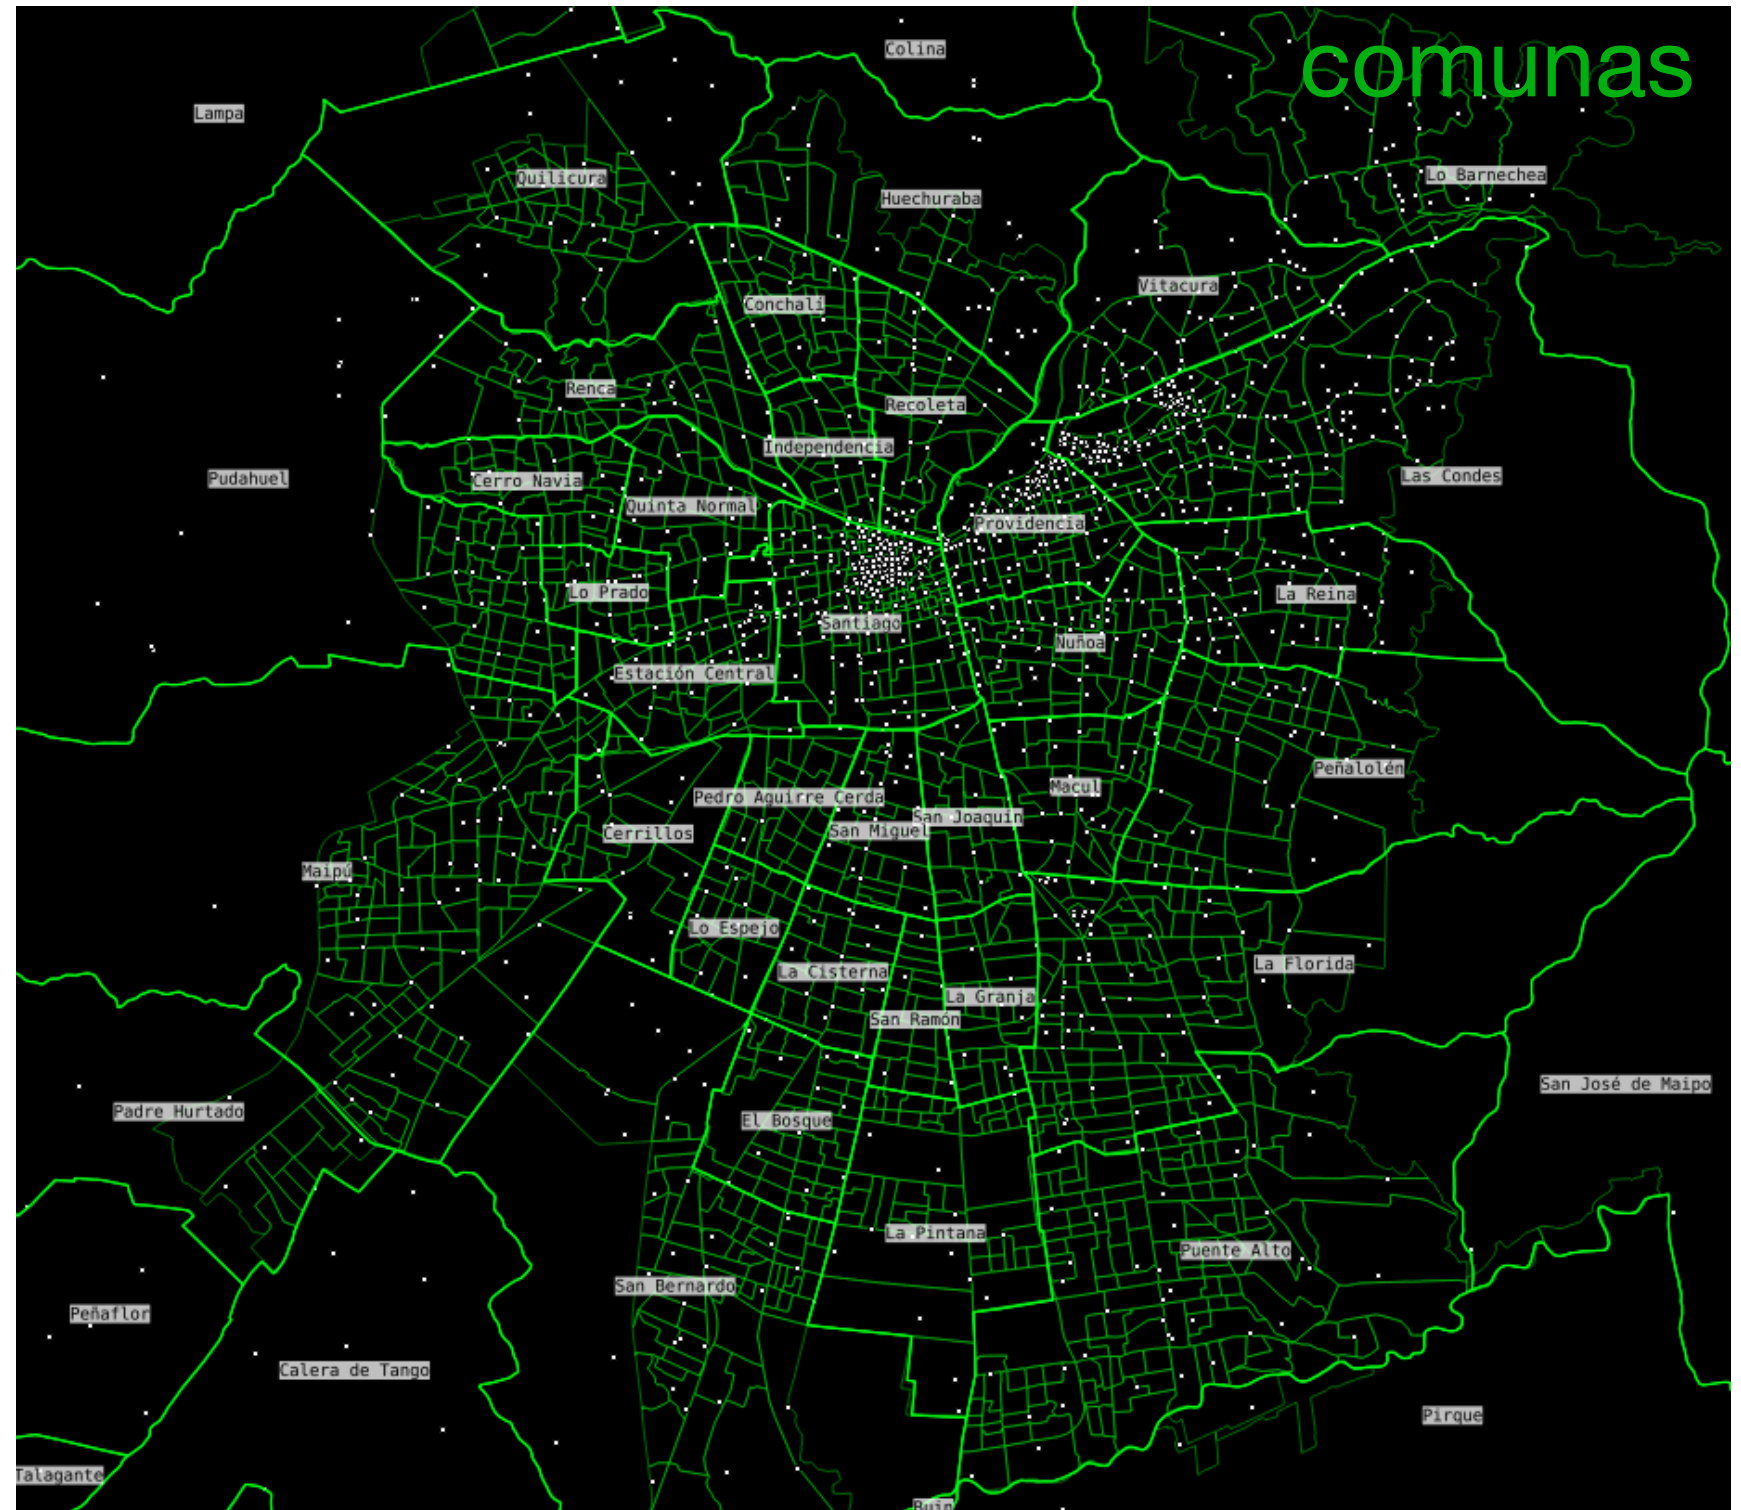 comunas
Colina
Lampa
Lo Barnechea
Quilicura
Huechuraba
Vitacura
Conchalí
Renca
Recoleta
Independencia
Las Condes
Pudahuel
Cerro Navia
Quinta Normal
Providencia
Lo Prado
La Reina
Santiago
Nuñoa
Estación Central
Peñalolén
Macul
Pedro Aguirre Cerda
San Joaquín
San Miguel
Cerrillos
Maipú
Lo Espejo
La Florida
La Cisterna
La Granja
San Ramón
San José de Maipo
Padre Hurtado
El Bosque
La Pintana
Puente Alto
San Bernardo
Peñaflor
Calera de Tango
Pirque
Talagante
Buin